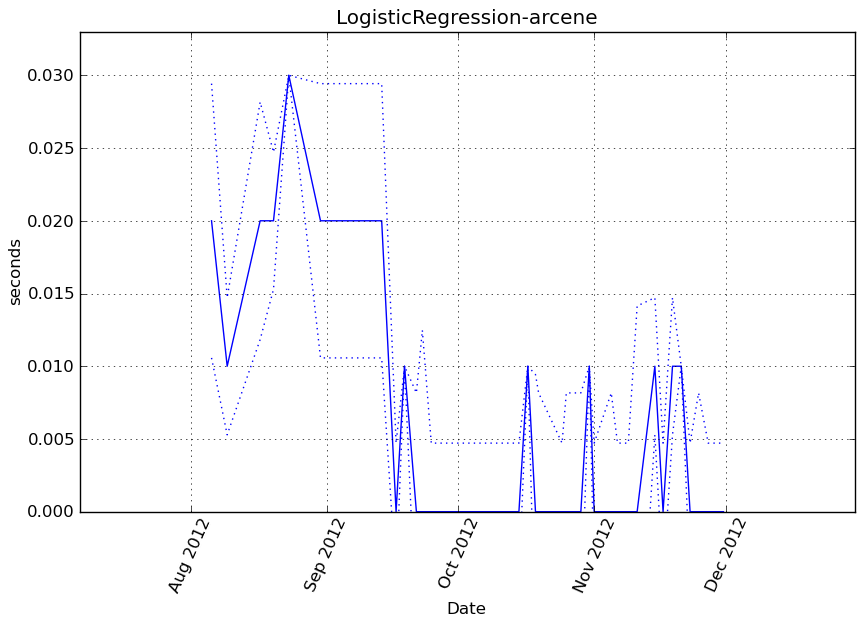 LogisticRegression-arcene
0.030
0.025
0.020
0.015
0.010
0.005
0.000
seconds
Aug 2012
Sep 2012
Oct 2012
Nov 2012
Dec 2012
Date